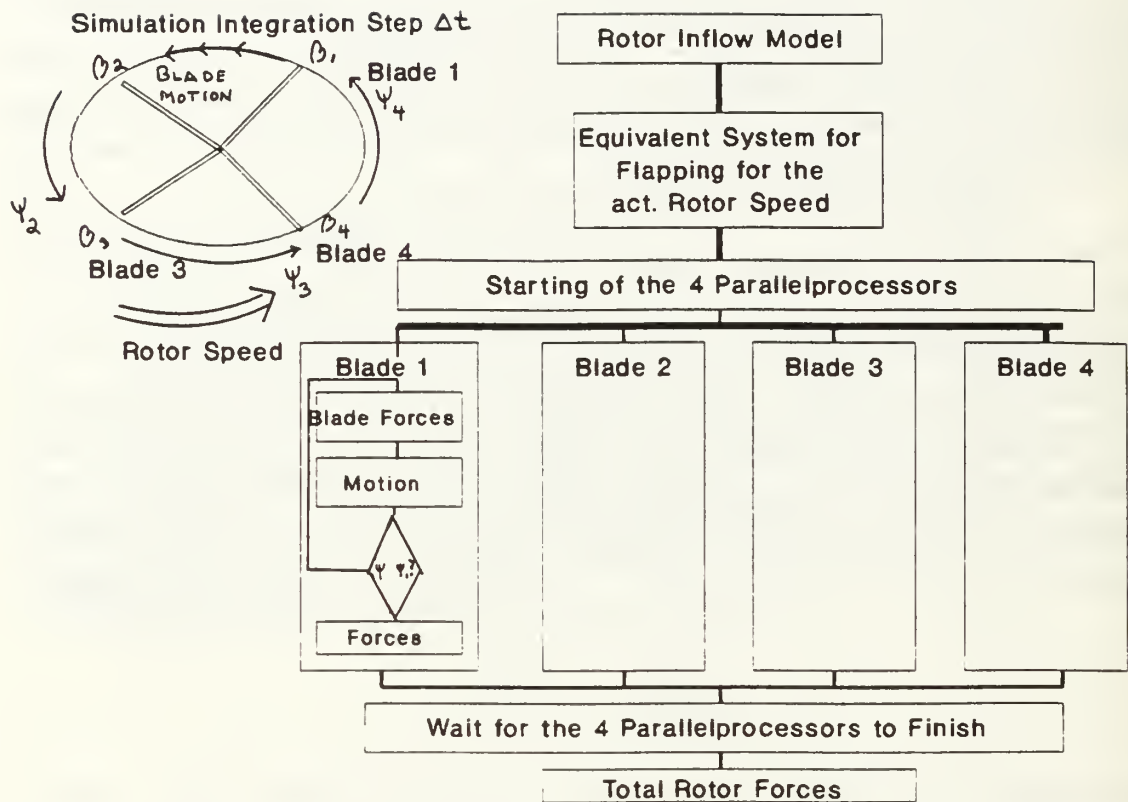 Simulation Integration Step Δt
β2
β1
BLADE
MOTION
Blade 1
Ψ4
Ψ2
β3
Blade 3
β4
Blade 4
Ψ3
Rotor Speed
Rotor Inflow Model
Equivalent System for
Flapping for the
act. Rotor Speed
Starting of the 4 Parallelprocessors
Blade 1
Blade Forces
Motion
Ψ Ψ1?
Forces
Blade 2
Blade 3
Blade 4
Wait for the 4 Parallelprocessors to Finish
Total Rotor Forces